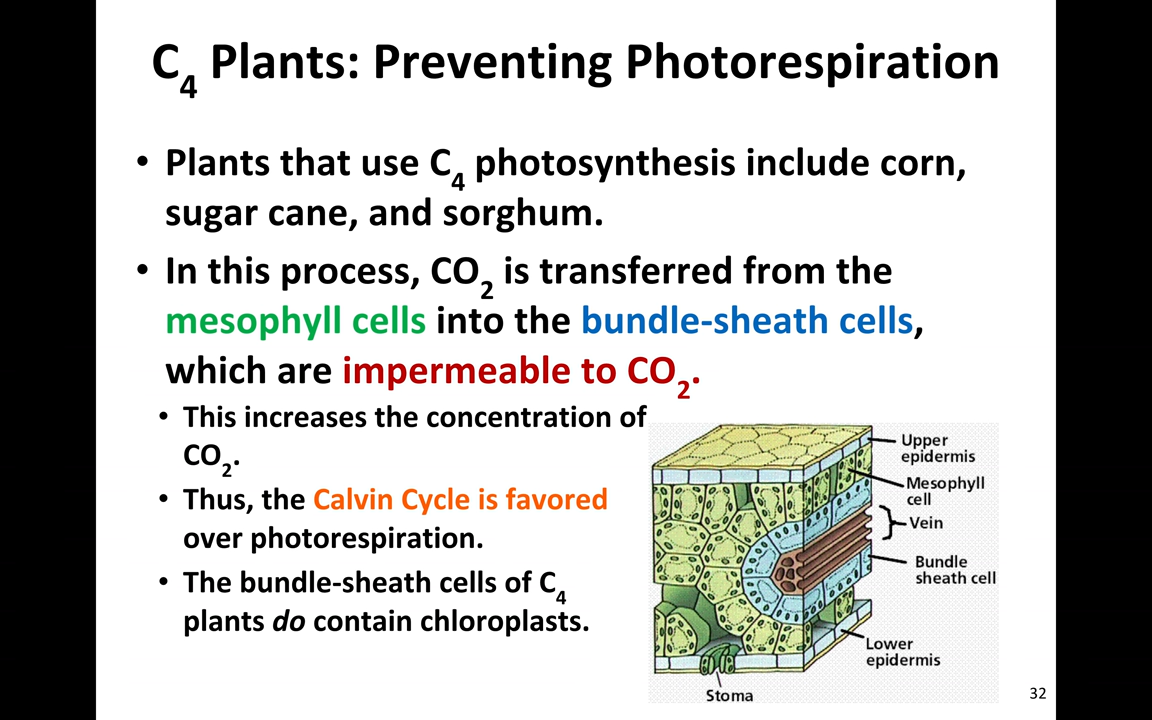 C₄ Plants: Preventing Photorespiration
• Plants that use C₄ photosynthesis include corn,
sugar cane, and sorghum.
• In this process, CO₂ is transferred from the
mesophyll cells into the bundle-sheath cells,
which are impermeable to CO₂.
• This increases the concentration of
CO₂.
• Thus, the Calvin Cycle is favored
over photorespiration.
• The bundle-sheath cells of C₄
plants do contain chloroplasts.
Upper
epidermis
Mesophyll
cell
Vein
Bundle
sheath cell
Lower
epidermis
Stoma
32